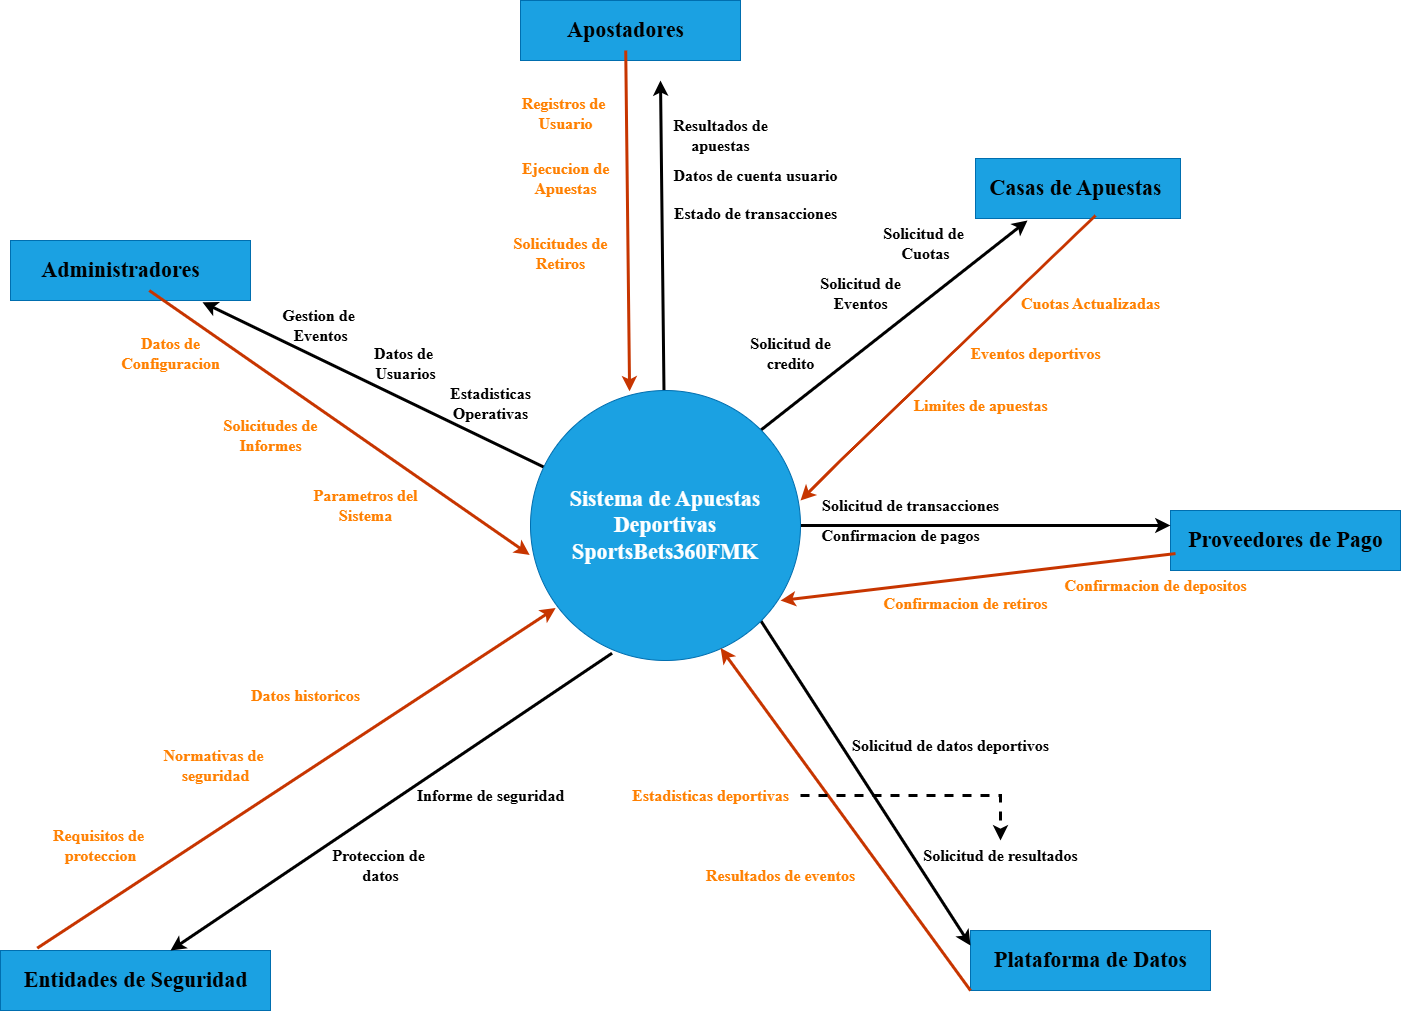 Apostadores
Registros de
Usuario
Resultados de
apuestas
Ejecucion de
Apuestas
Datos de cuenta usuario
Estado de transacciones
Solicitudes de
Retiros
Casas de Apuestas
Solicitud de
Cuotas
Solicitud de
Eventos
Solicitud de
credito
Cuotas Actualizadas
Eventos deportivos
Limites de apuestas
Administradores
Gestion de
Eventos
Datos de
Usuarios
Estadisticas
Operativas
Datos de
Configuracion
Solicitudes de
Informes
Parametros del
Sistema
Sistema de Apuestas
Deportivas
SportsBets360FMK
Solicitud de transacciones
Confirmacion de pagos
Proveedores de Pago
Confirmacion de depositos
Confirmacion de retiros
Datos historicos
Normativas de
seguridad
Requisitos de
proteccion
Informe de seguridad
Proteccion de
datos
Solicitud de datos deportivos
Estadisticas deportivas
Solicitud de resultados
Resultados de eventos
Entidades de Seguridad
Plataforma de Datos